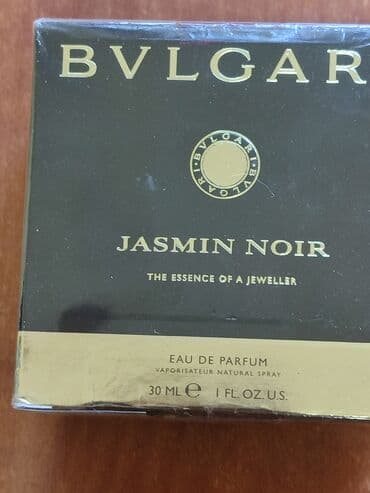 BVLGAR
BVLGARI · BVLGARI ·
JASMIN NOIR
THE ESSENCE OF A JEWELLER
EAU DE PARFUM
VAPORISATEUR NATURAL SPRAY
30 ML ℮ 1 FL. OZ. U.S.